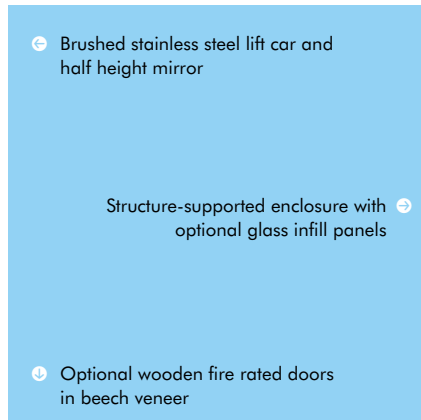 Brushed stainless steel lift car and
half height mirror
Structure-supported enclosure with
optional glass infill panels
Optional wooden fire rated doors
in beech veneer